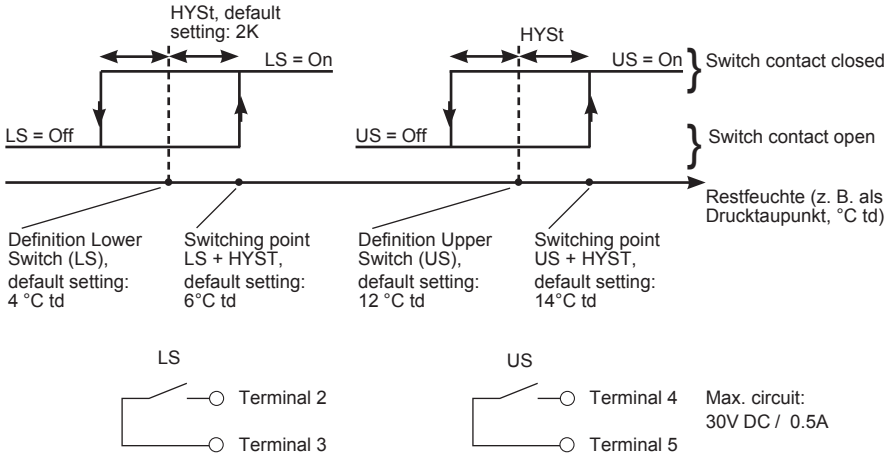 HYSt, default
setting: 2K
HYSt
LS = On
US = On
Switch contact closed
LS = Off
US = Off
Switch contact open
Restfeuchte (z. B. als
Drucktaupunkt, °C td)
Definition Lower
Switch (LS),
default setting:
4 °C td
Switching point
LS + HYST,
default setting:
6°C td
Definition Upper
Switch (US),
default setting:
12 °C td
Switching point
US + HYST,
default setting:
14°C td
LS
Terminal 2
Terminal 3
US
Terminal 4
Terminal 5
Max. circuit:
30V DC / 0.5A